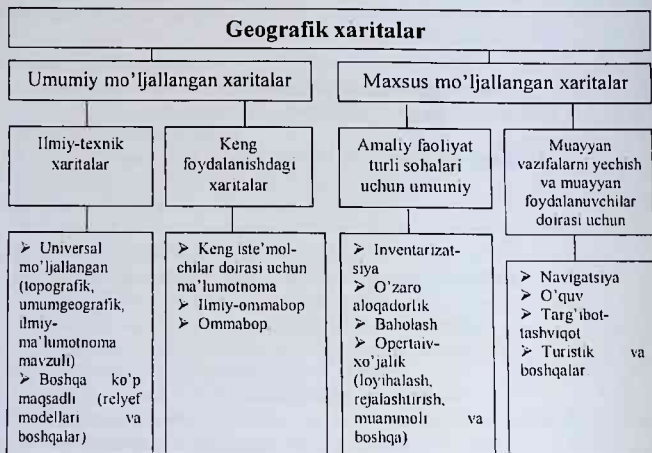 Geografik xaritalar
Umumiy mo'ljallangan xaritalar
Maxsus mo'ljallangan xaritalar
Ilmiy-texnik
xaritalar
Keng
foydalanishdagi
xaritalar
Amaliy faoliyat
turli sohalari
uchun umumiy
Muayyan
vazifalarni yechish
va muayyan
foydalanuvchilar
doirasi uchun
➢ Universal
mo'ljallangan
(topografik,
umumgeografik,
ilmiy-
ma'lumotnoma
mavzuli)
➢ Boshqa ko'p
maqsadli (relyef
modellari va
boshqalar)
➢ Keng iste'mol-
chilar doirasi uchun
ma'lumotnoma
➢ Ilmiy-ommabop
➢ Ommabop
➢ Inventarizat-
siya
➢ O'zaro
aloqadorlik
➢ Baholash
➢ Opertaiv-
xo'jalik
(loyihalash,
rejalashtirish,
muammoli va
boshqa)
➢ Navigatsiya
➢ O'quv
➢ Targ'ibot-
tashviqot
➢ Turistik va
boshqalar